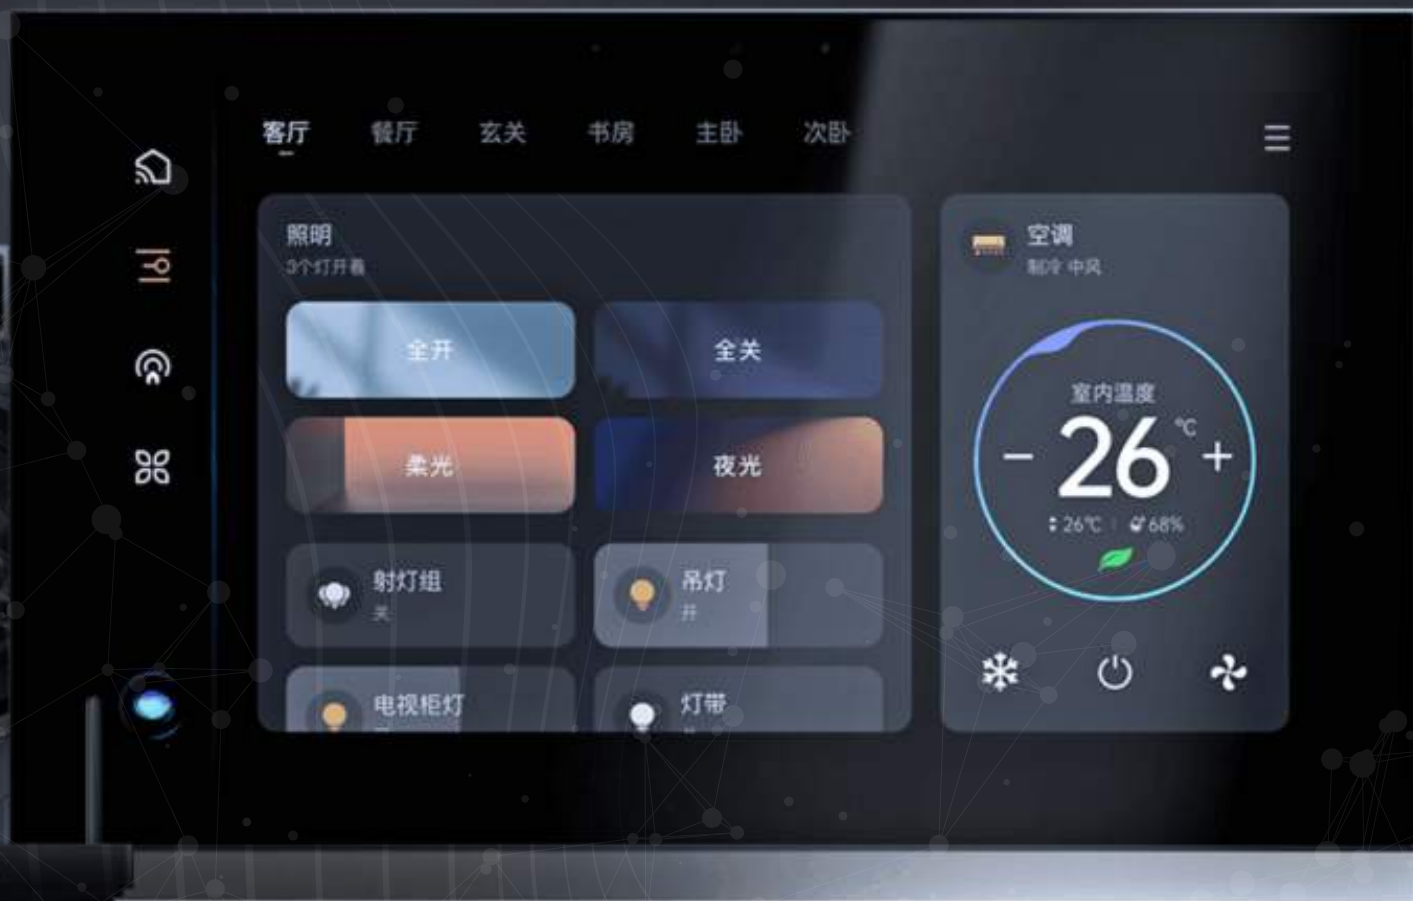 客厅 餐厅 玄关 书房 主卧 次卧
照明
3个灯开着
全开 全关
柔光 夜光
射灯组
关
吊灯
开
电视柜灯 灯带
空调
制冷 中风
室内温度
− 26 ℃ +
26℃ 68%